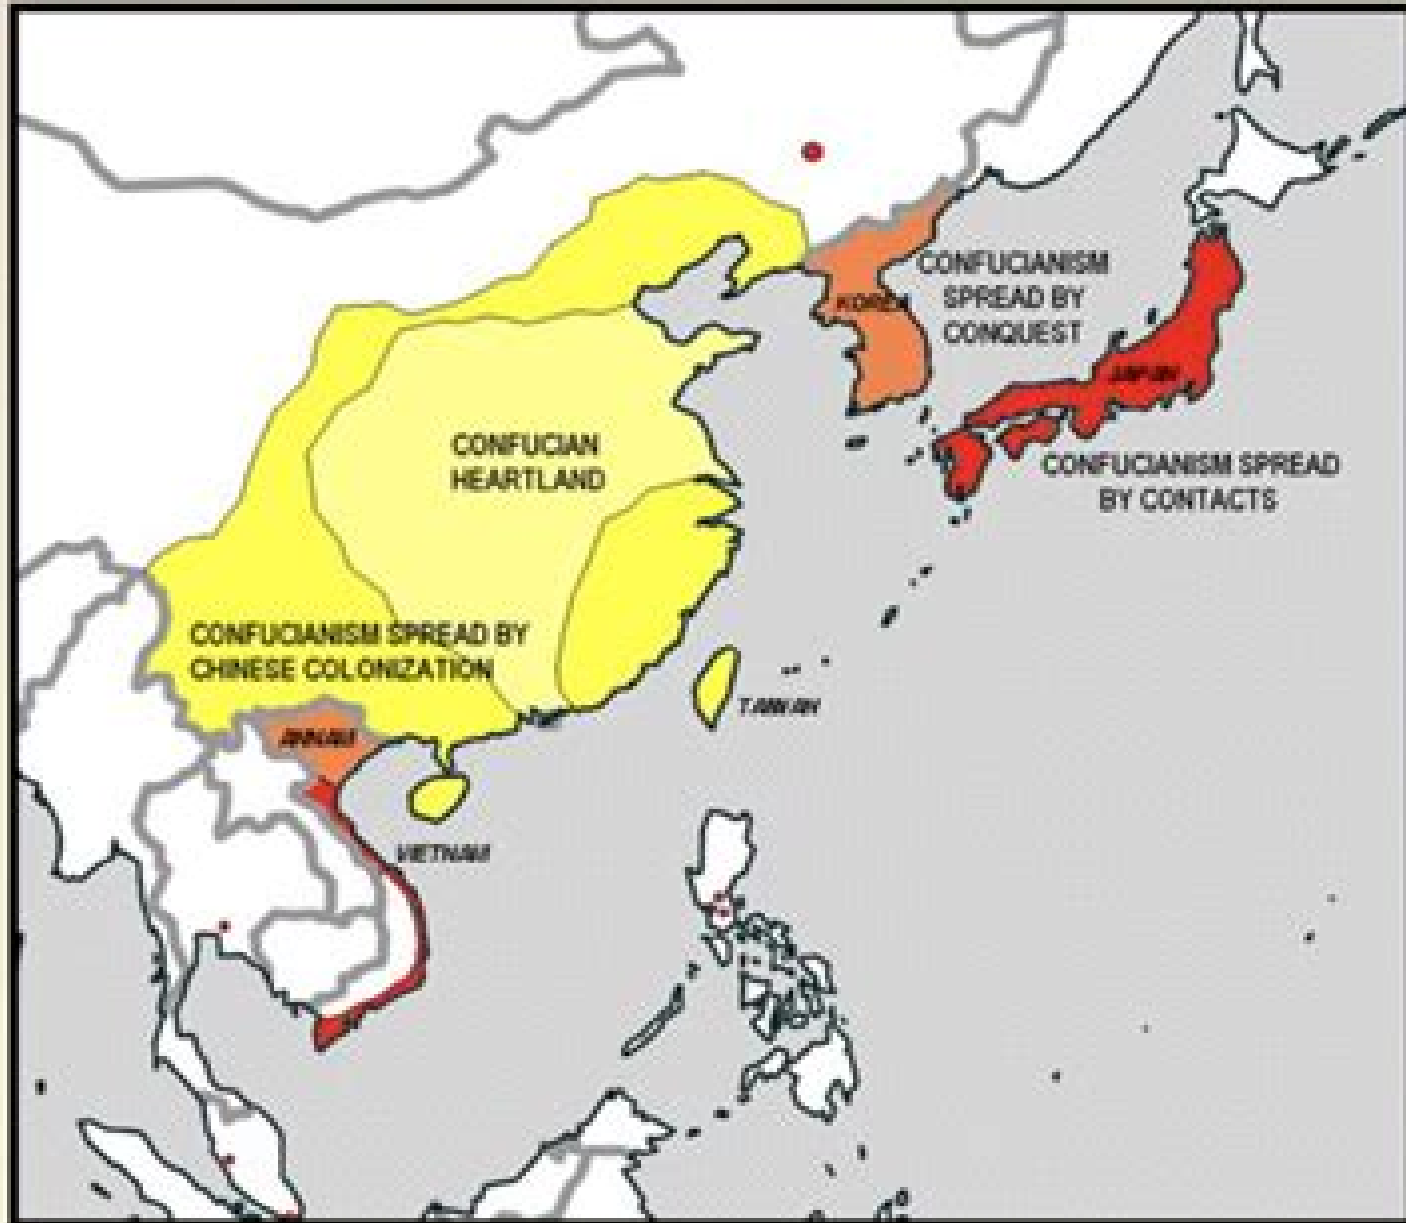 CONFUCIANISM
SPREAD BY
CONQUEST
KOREA
JAPAN
CONFUCIAN
HEARTLAND
CONFUCIANISM SPREAD
BY CONTACTS
CONFUCIANISM SPREAD BY
CHINESE COLONIZATION
TAIWAN
ANNAM
VIETNAM